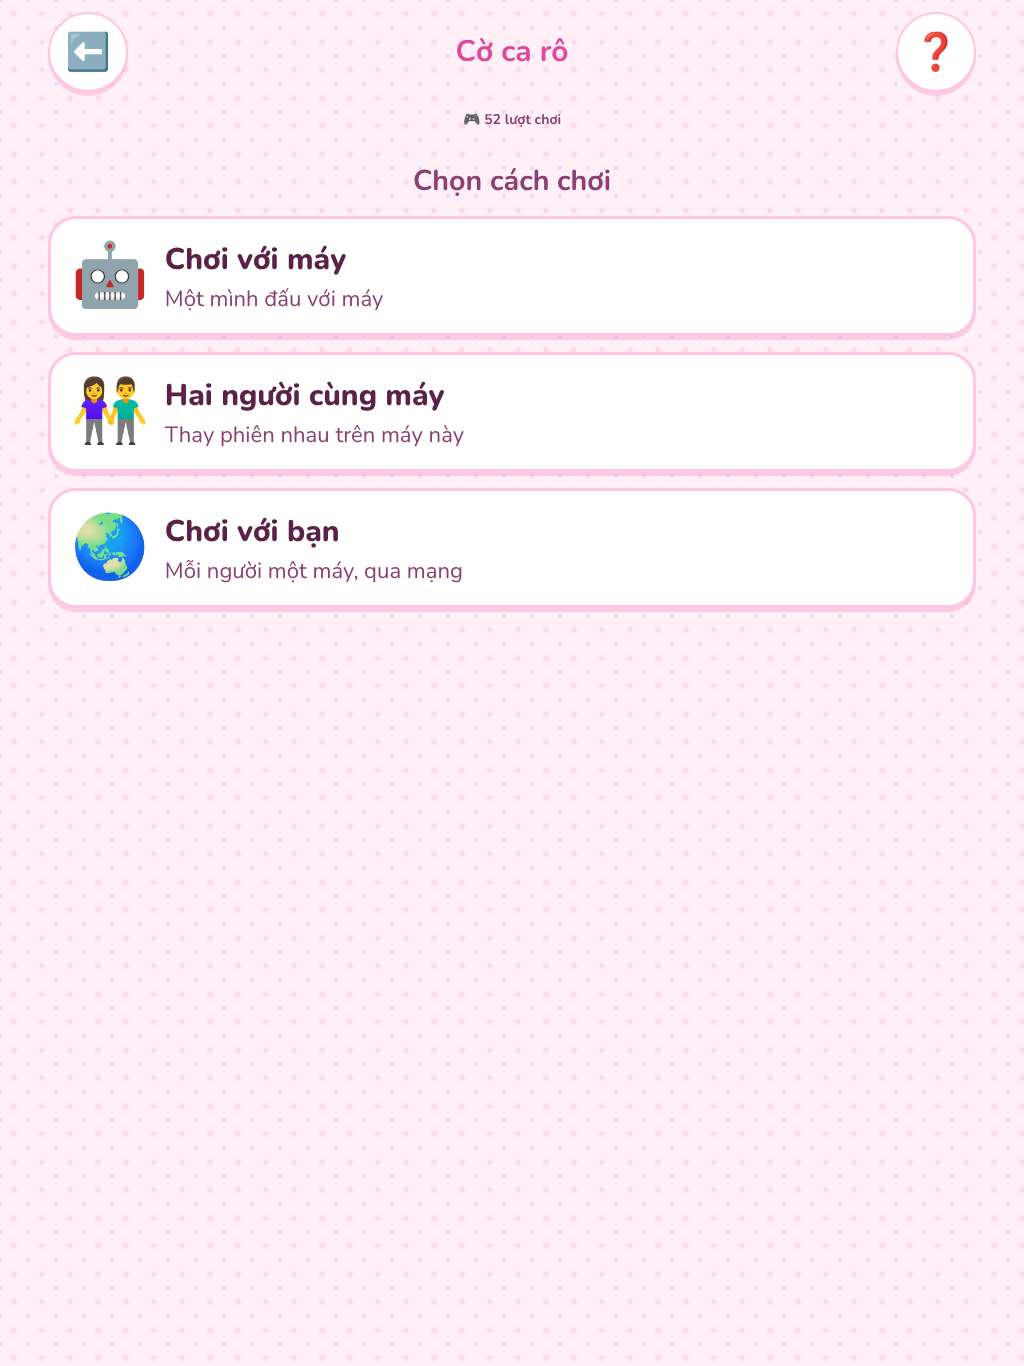 Cờ ca rô
🎮 52 lượt chơi
Chọn cách chơi
Chơi với máy
Một mình đấu với máy
Hai người cùng máy
Thay phiên nhau trên máy này
Chơi với bạn
Mỗi người một máy, qua mạng